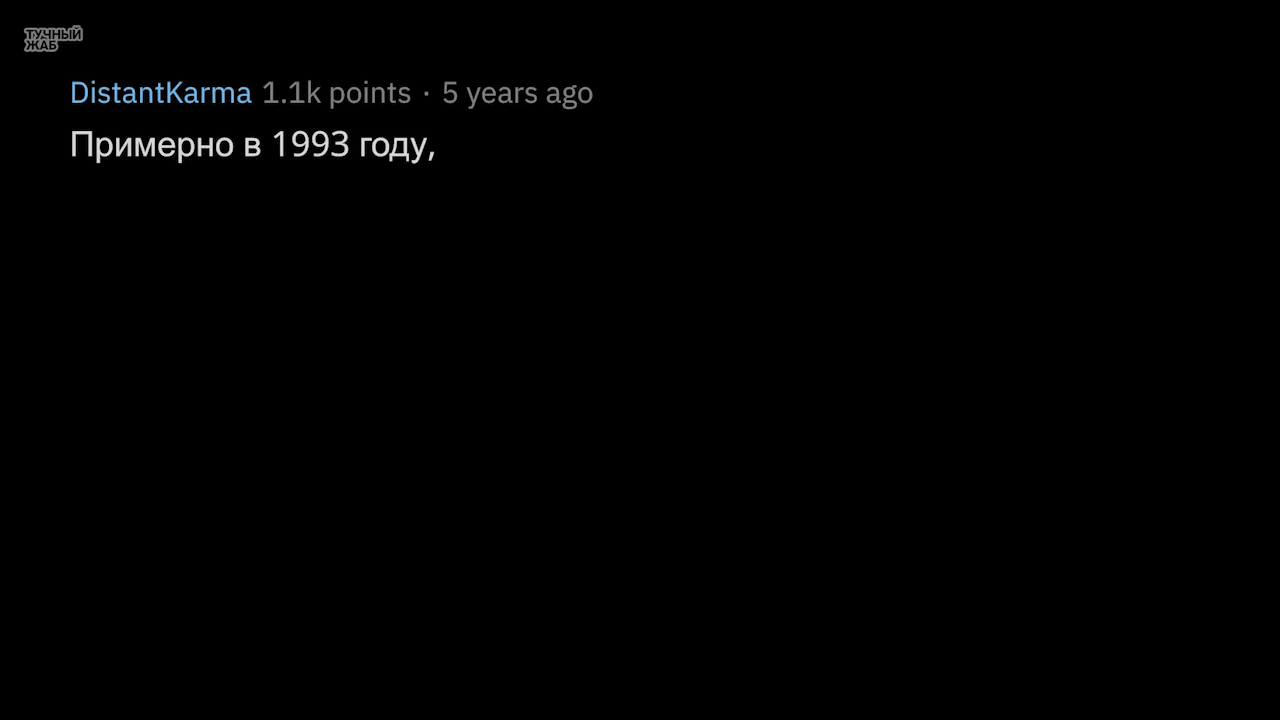 ТУЧНЫЙ
ЖАБ
DistantKarma 1.1k points · 5 years ago
Примерно в 1993 году,